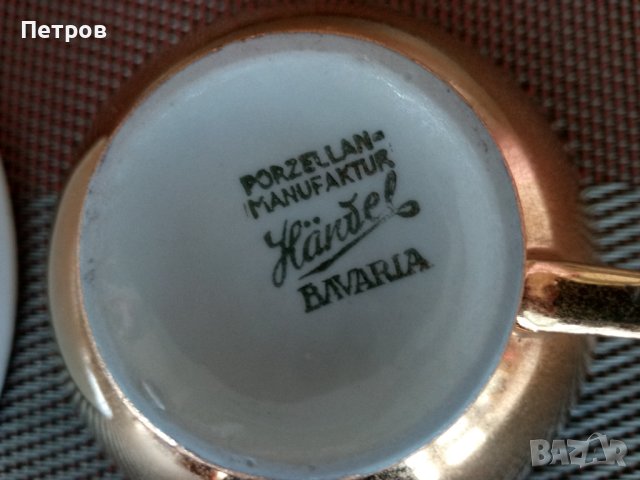 Петров
PORZELLAN-
MANUFAKTUR
Händel
BAVARIA
BAZAR